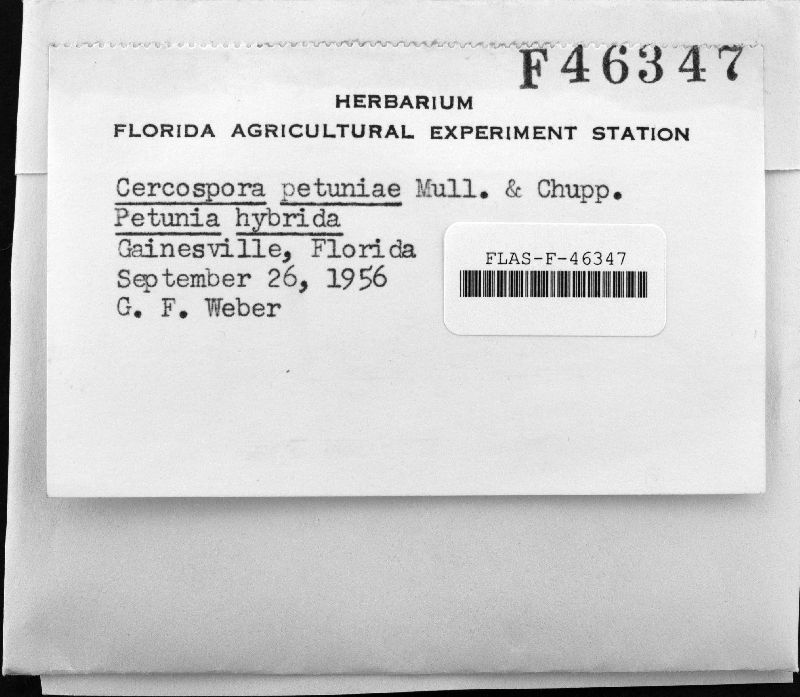 F46347
HERBARIUM
FLORIDA AGRICULTURAL EXPERIMENT STATION
Cercospora petuniae Mull. & Chupp.
Petunia hybrida
Gainesville, Florida
September 26, 1956
G. F. Weber
FLAS-F-46347